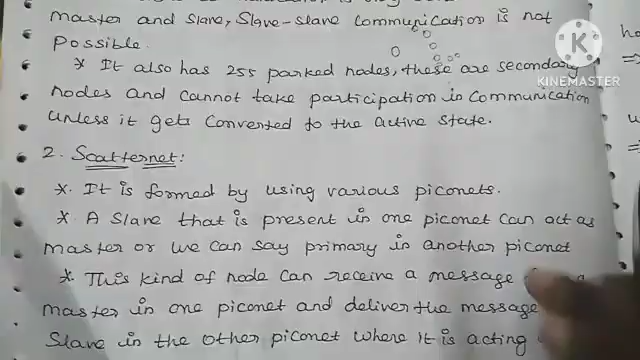 master and Slave, Slave-slave communication is not
possible.
* It also has 255 parked nodes, these are secondary
nodes and cannot take participation in communication
unless it gets converted to the active state.
2. Scatternet:
* It is formed by using various piconets.
* A slave that is present in one piconet can act as
master or we can say primary in another piconet
* This kind of node can receive a message
master in one piconet and deliver the message
slave in the other piconet where it is acting
KINEMASTER